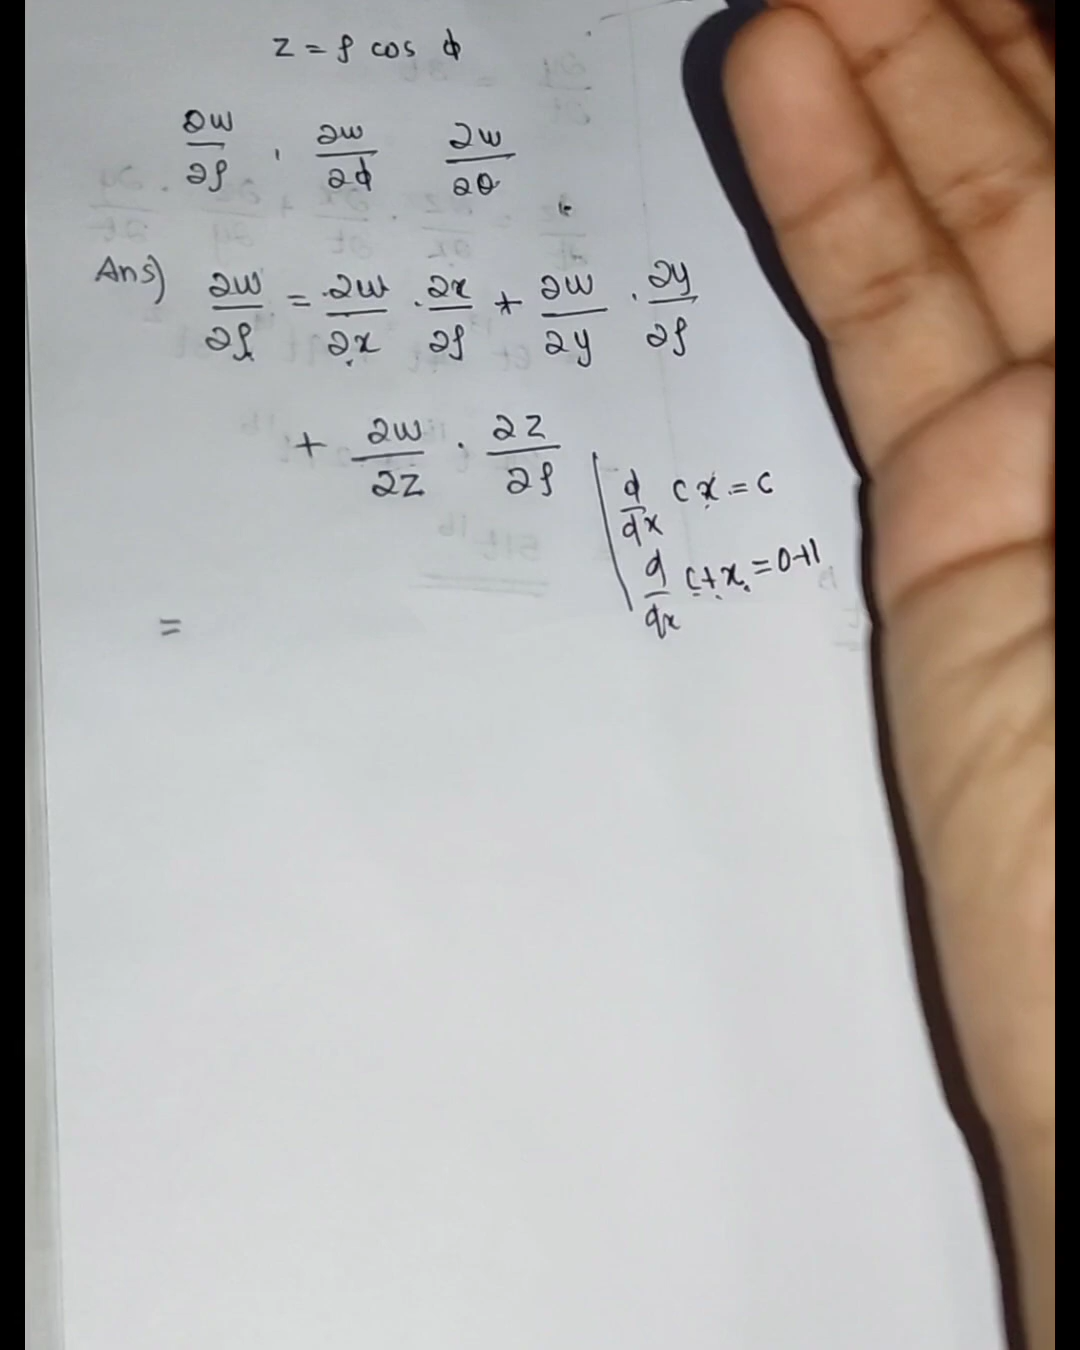 z = ρ cos ϕ
∂w/∂ρ , ∂w/∂ϕ ∂w/∂θ
Ans) ∂w/∂ρ = ∂w/∂x . ∂x/∂ρ + ∂w/∂y . ∂y/∂ρ
+ ∂w/∂z . ∂z/∂ρ
d/dx cx = c
d/dx c+x = 0+1
=